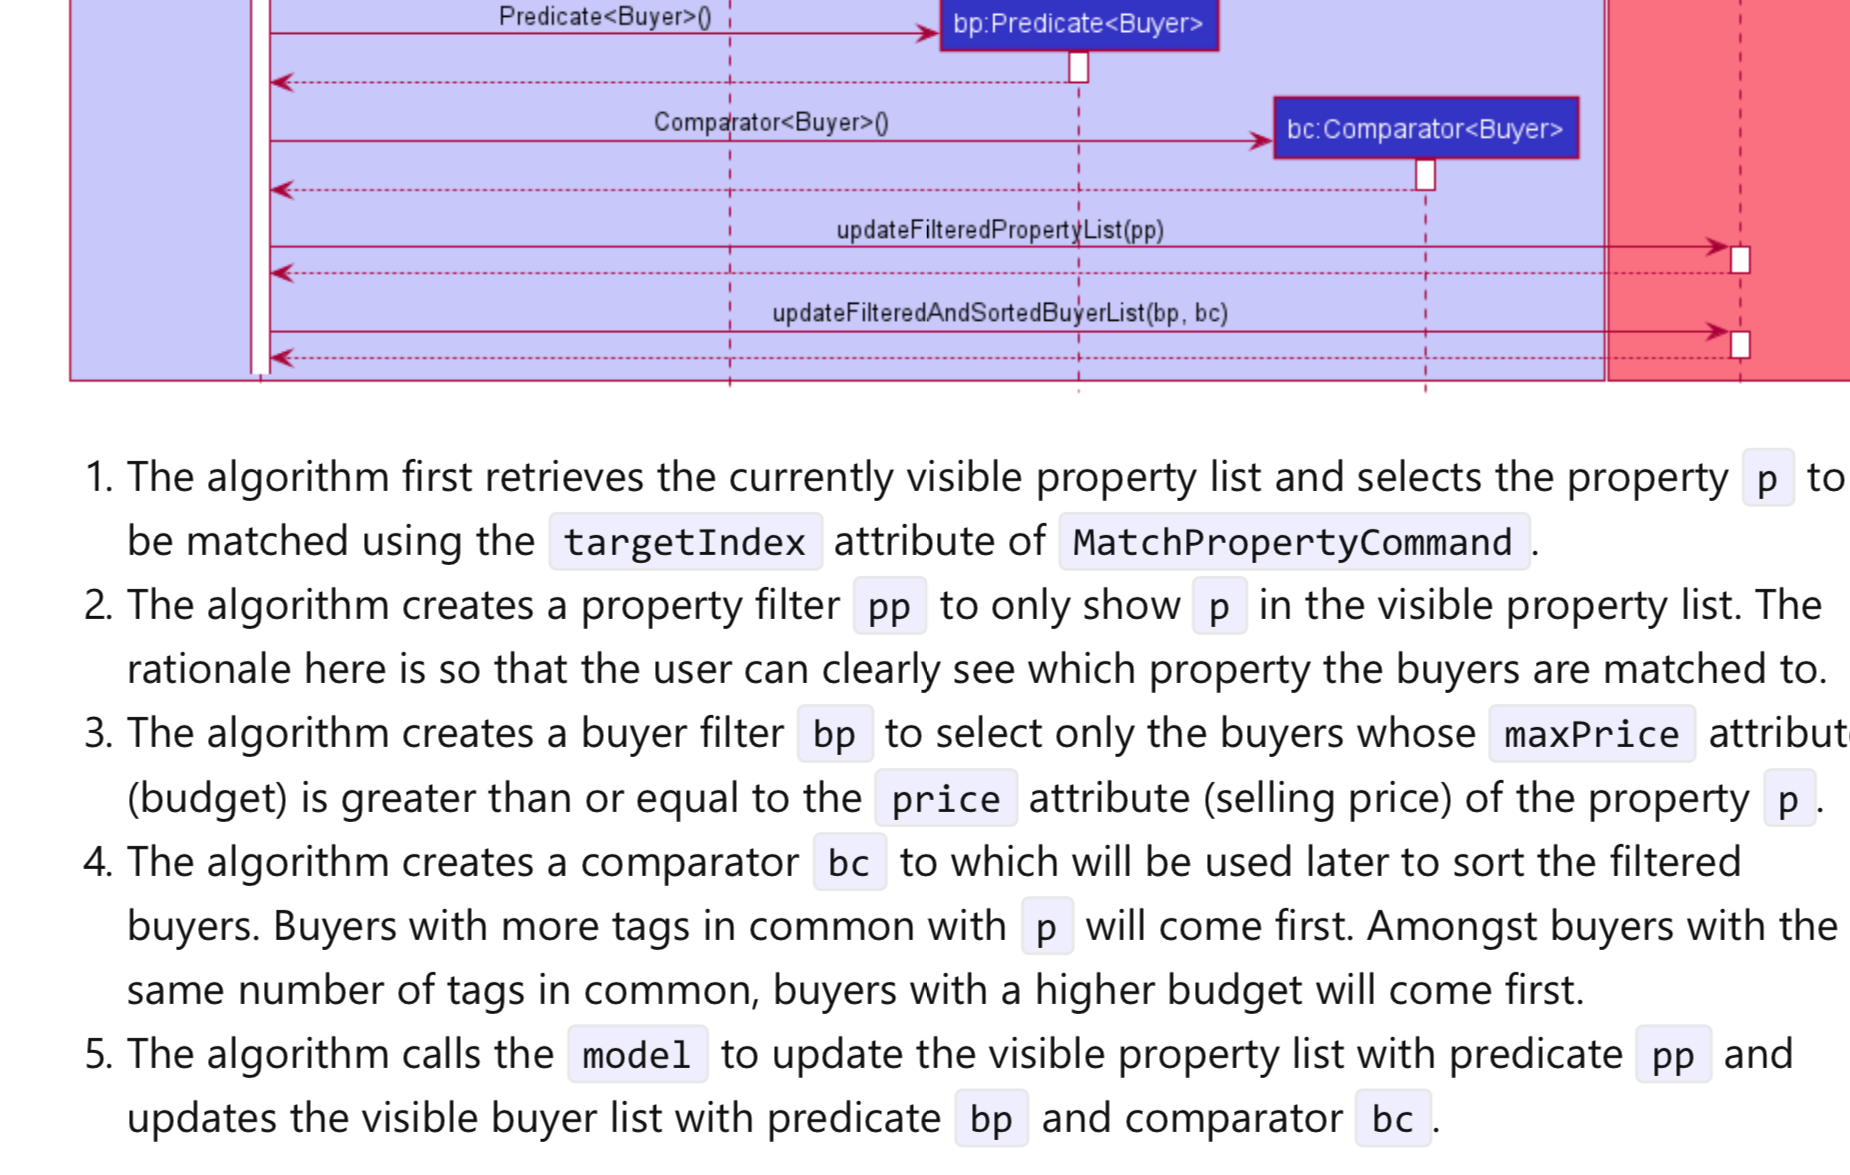 Predicate<Buyer>()
bp:Predicate<Buyer>
Comparator<Buyer>()
bc:Comparator<Buyer>
updateFilteredPropertyList(pp)
updateFilteredAndSortedBuyerList(bp, bc)
1. The algorithm first retrieves the currently visible property list and selects the property p to
be matched using the targetIndex attribute of MatchPropertyCommand.
2. The algorithm creates a property filter pp to only show p in the visible property list. The
rationale here is so that the user can clearly see which property the buyers are matched to.
3. The algorithm creates a buyer filter bp to select only the buyers whose maxPrice attribute
(budget) is greater than or equal to the price attribute (selling price) of the property p.
4. The algorithm creates a comparator bc to which will be used later to sort the filtered
buyers. Buyers with more tags in common with p will come first. Amongst buyers with the
same number of tags in common, buyers with a higher budget will come first.
5. The algorithm calls the model to update the visible property list with predicate pp and
updates the visible buyer list with predicate bp and comparator bc.